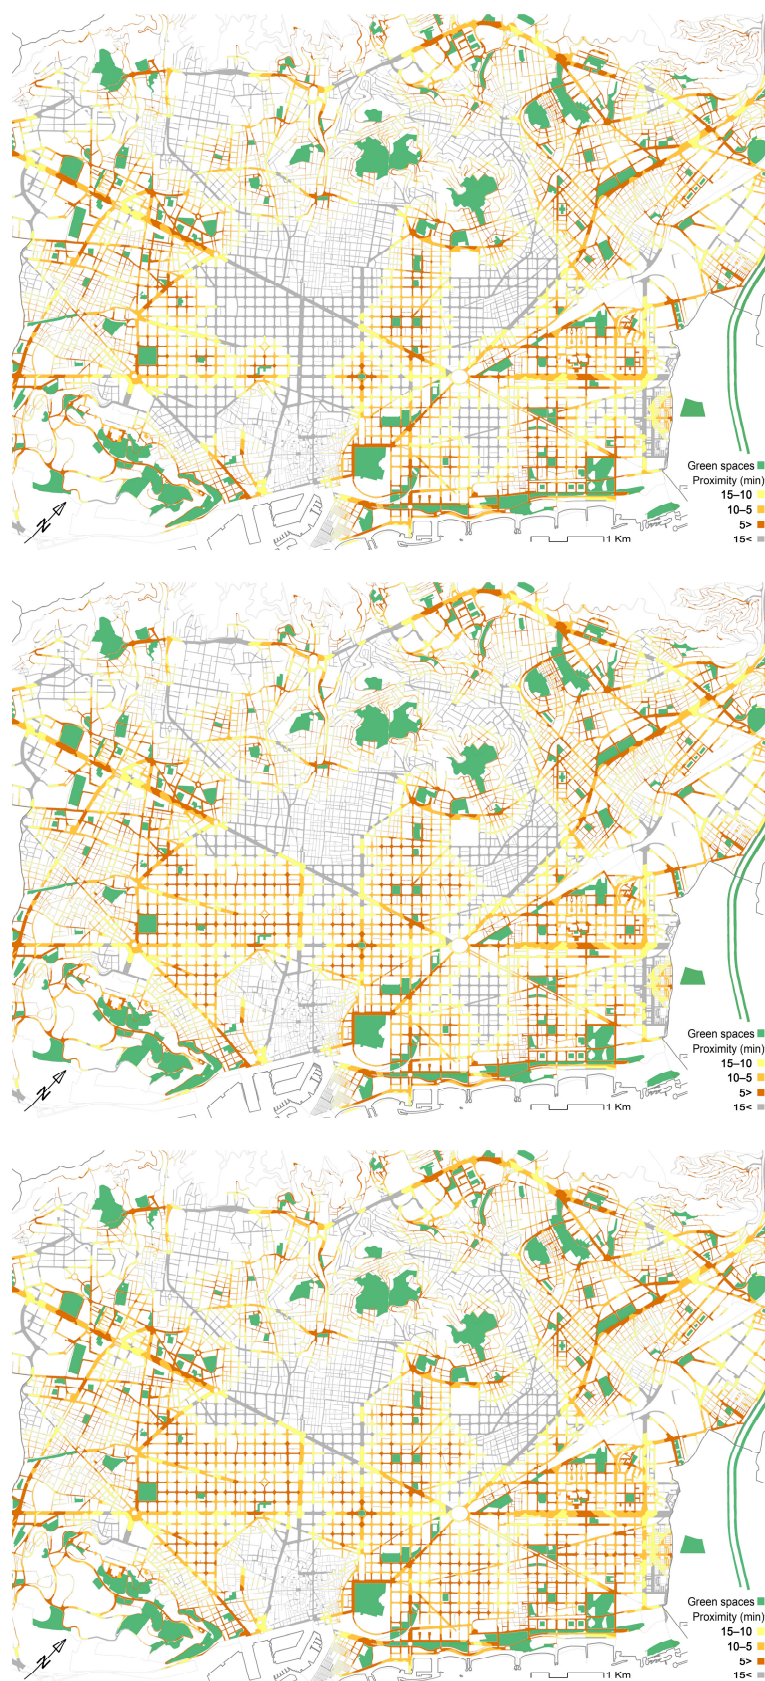 Green spaces
Proximity (min)
15–10
10–5
5>
15<
N
1 Km
Green spaces
Proximity (min)
15–10
10–5
5>
15<
N
1 Km
Green spaces
Proximity (min)
15–10
10–5
5>
15<
N
1 Km